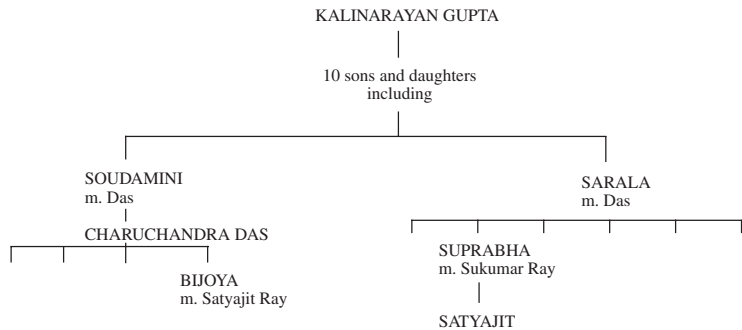 KALINARAYAN GUPTA
10 sons and daughters
including
SOUDAMINI
m. Das
CHARUCHANDRA DAS
BIJOYA
m. Satyajit Ray
SARALA
m. Das
SUPRABHA
m. Sukumar Ray
SATYAJIT